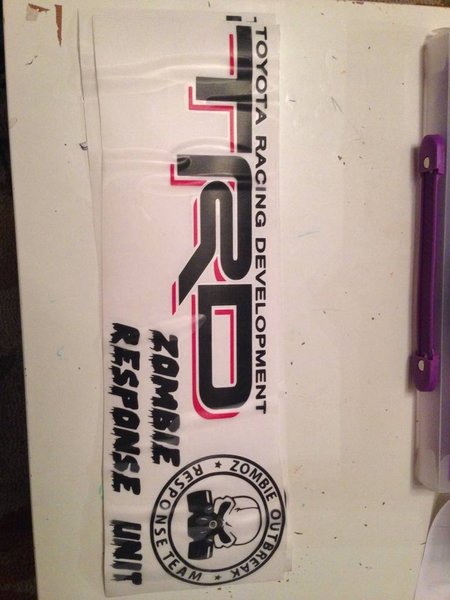 TOYOTA RACING DEVELOPMENT
TRD
ZOMBIE
RESPONSE UNIT
ZOMBIE OUTBREAK
RESPONSE TEAM